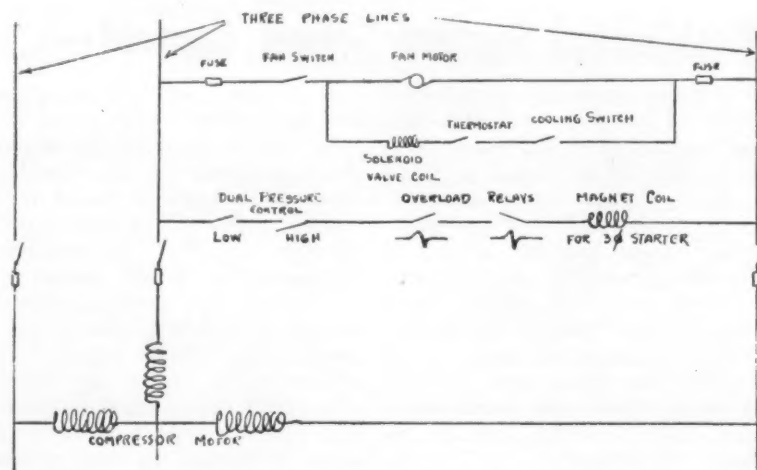 THREE PHASE LINES
FUSE
FAN SWITCH
FAN MOTOR
FUSE
THERMOSTAT
COOLING SWITCH
SOLENOID
VALVE COIL
DUAL PRESSURE
CONTROL
LOW
HIGH
OVERLOAD
RELAYS
MAGNET COIL
FOR 3ϕ STARTER
COMPRESSOR MOTOR